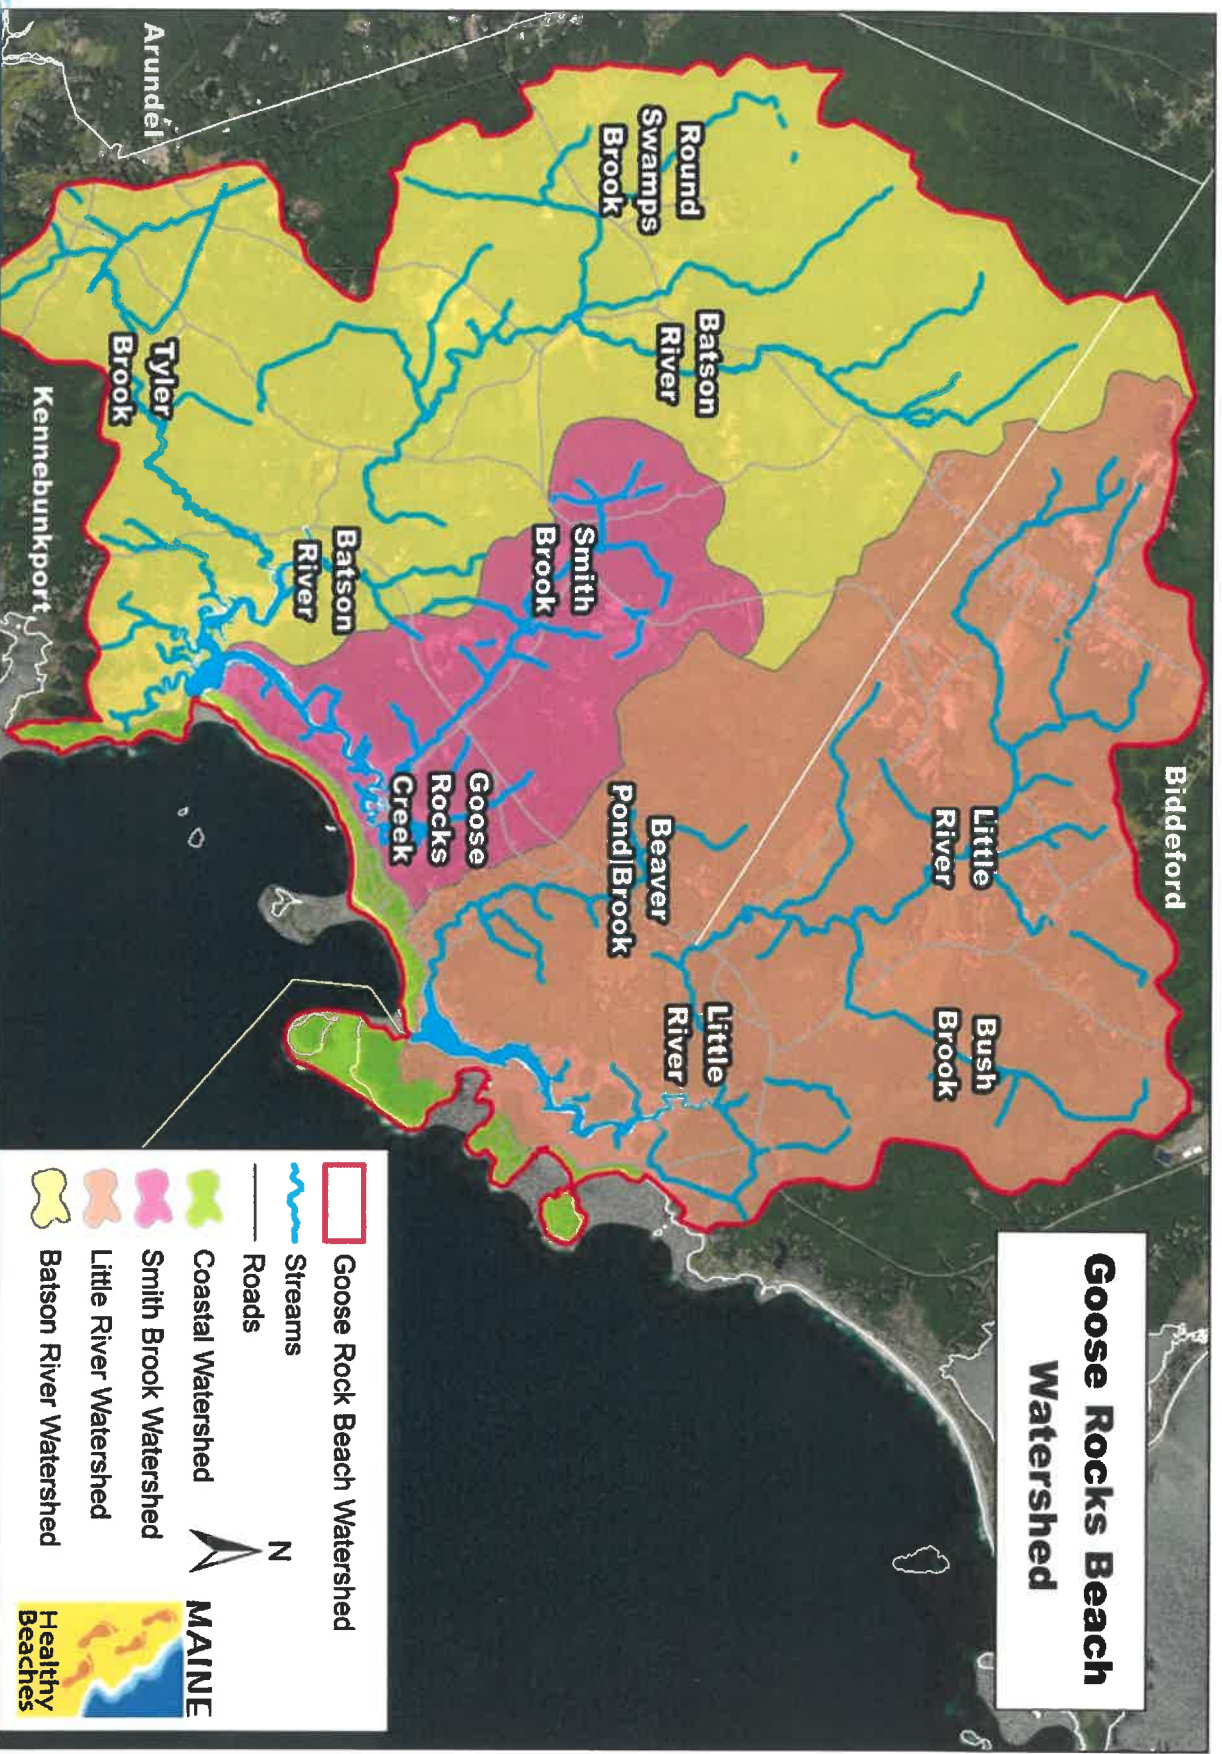 Goose Rocks Beach
Watershed
Biddeford
Arundel
Kennebunkport
Round
Swamps
Brook
Batson
River
Little
River
Bush
Brook
Smith
Brook
Beaver
Pond|Brook
Little
River
Tyler
Brook
Batson
River
Goose
Rocks
Creek
Goose Rock Beach Watershed
Streams
Roads
Coastal Watershed
Smith Brook Watershed
Little River Watershed
Batson River Watershed
N
MAINE
Healthy
Beaches